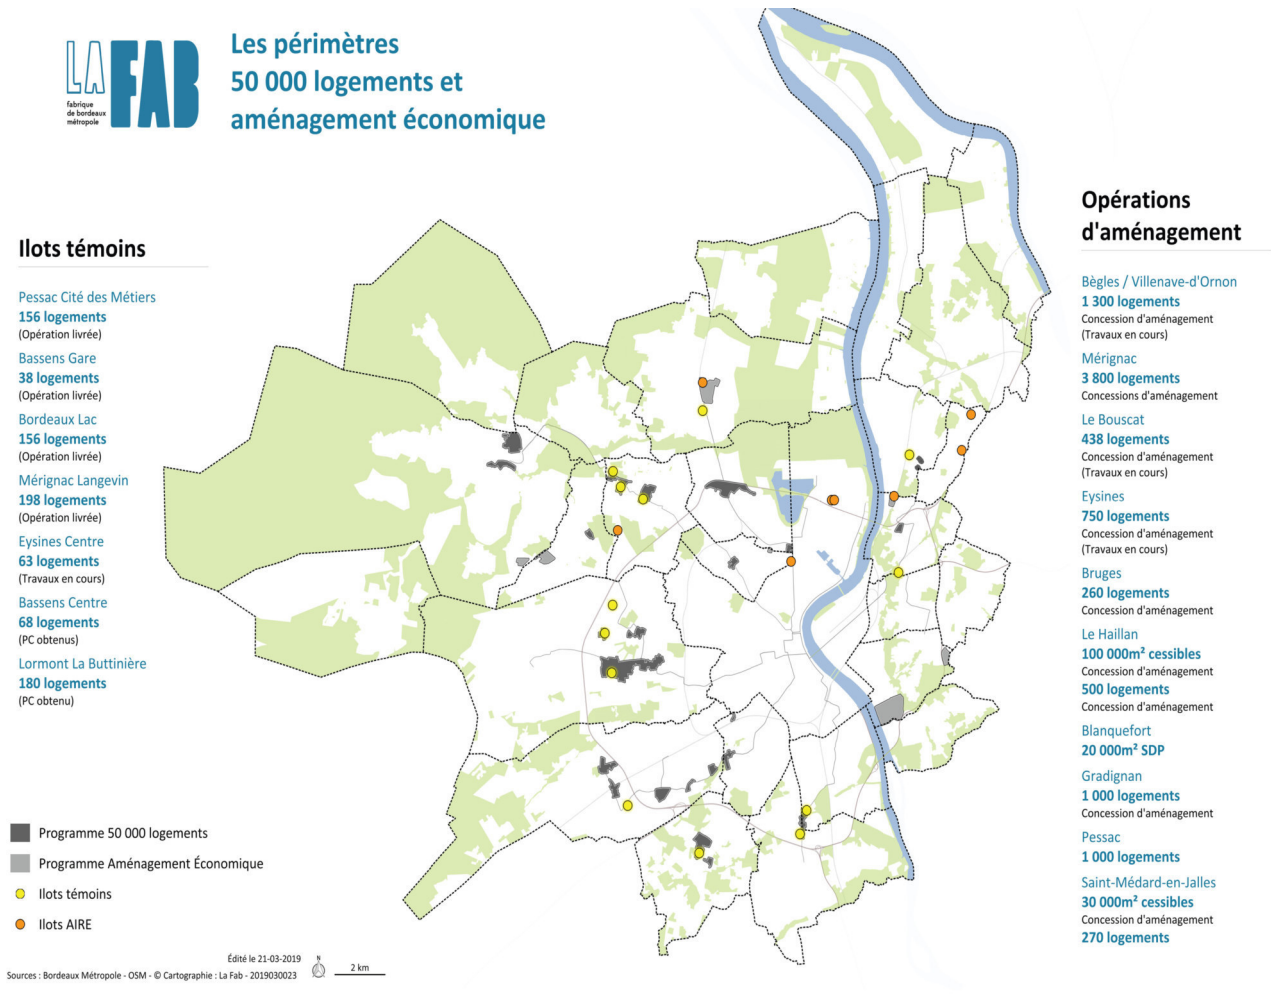 LA FAB
fabrique
de bordeaux
métropole
Les périmètres
50 000 logements et
aménagement économique
Ilots témoins
Pessac Cité des Métiers
156 logements
(Opération livrée)
Bassens Gare
38 logements
(Opération livrée)
Bordeaux Lac
156 logements
(Opération livrée)
Mérignac Langevin
198 logements
(Opération livrée)
Eysines Centre
63 logements
(Travaux en cours)
Bassens Centre
68 logements
(PC obtenus)
Lormont La Buttinière
180 logements
(PC obtenu)
Programme 50 000 logements
Programme Aménagement Économique
Ilots témoins
Ilots AIRE
Édité le 21-03-2019
N
2 km
Sources : Bordeaux Métropole - OSM - © Cartographie : La Fab - 2019030023
Opérations
d'aménagement
Bègles / Villenave-d'Ornon
1 300 logements
Concession d'aménagement
(Travaux en cours)
Mérignac
3 800 logements
Concessions d'aménagement
Le Bouscat
438 logements
Concession d'aménagement
(Travaux en cours)
Eysines
750 logements
Concession d'aménagement
(Travaux en cours)
Bruges
260 logements
Concession d'aménagement
Le Haillan
100 000m² cessibles
Concession d'aménagement
500 logements
Concession d'aménagement
Blanquefort
20 000m² SDP
Gradignan
1 000 logements
Concession d'aménagement
Pessac
1 000 logements
Saint-Médard-en-Jalles
30 000m² cessibles
Concession d'aménagement
270 logements